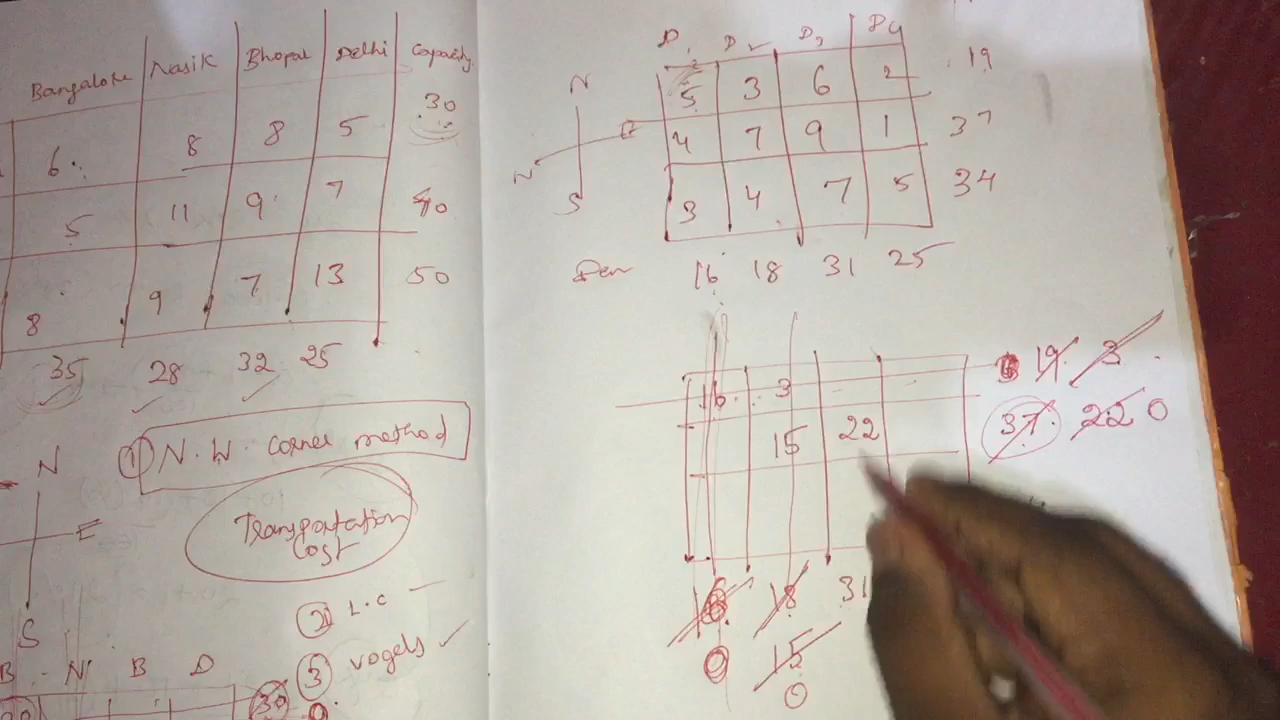 Bangalore Nasik Bhopal Delhi Capacity
6 8 8 5 30
5 11 9 7 40
8 9 7 13 50
35 28 32 25
① N.W. Corner method
Transportation
Cost
② L.C
③ Vogels
N
E
S
B N B D
30
0
D1 D2 D3 D4
5 3 6 2 19
4 7 9 1 37
3 4 7 5 34
16 18 31 25
N
E
S
16 3 19 3
15 22 37 22 0
18 31
0 15
0